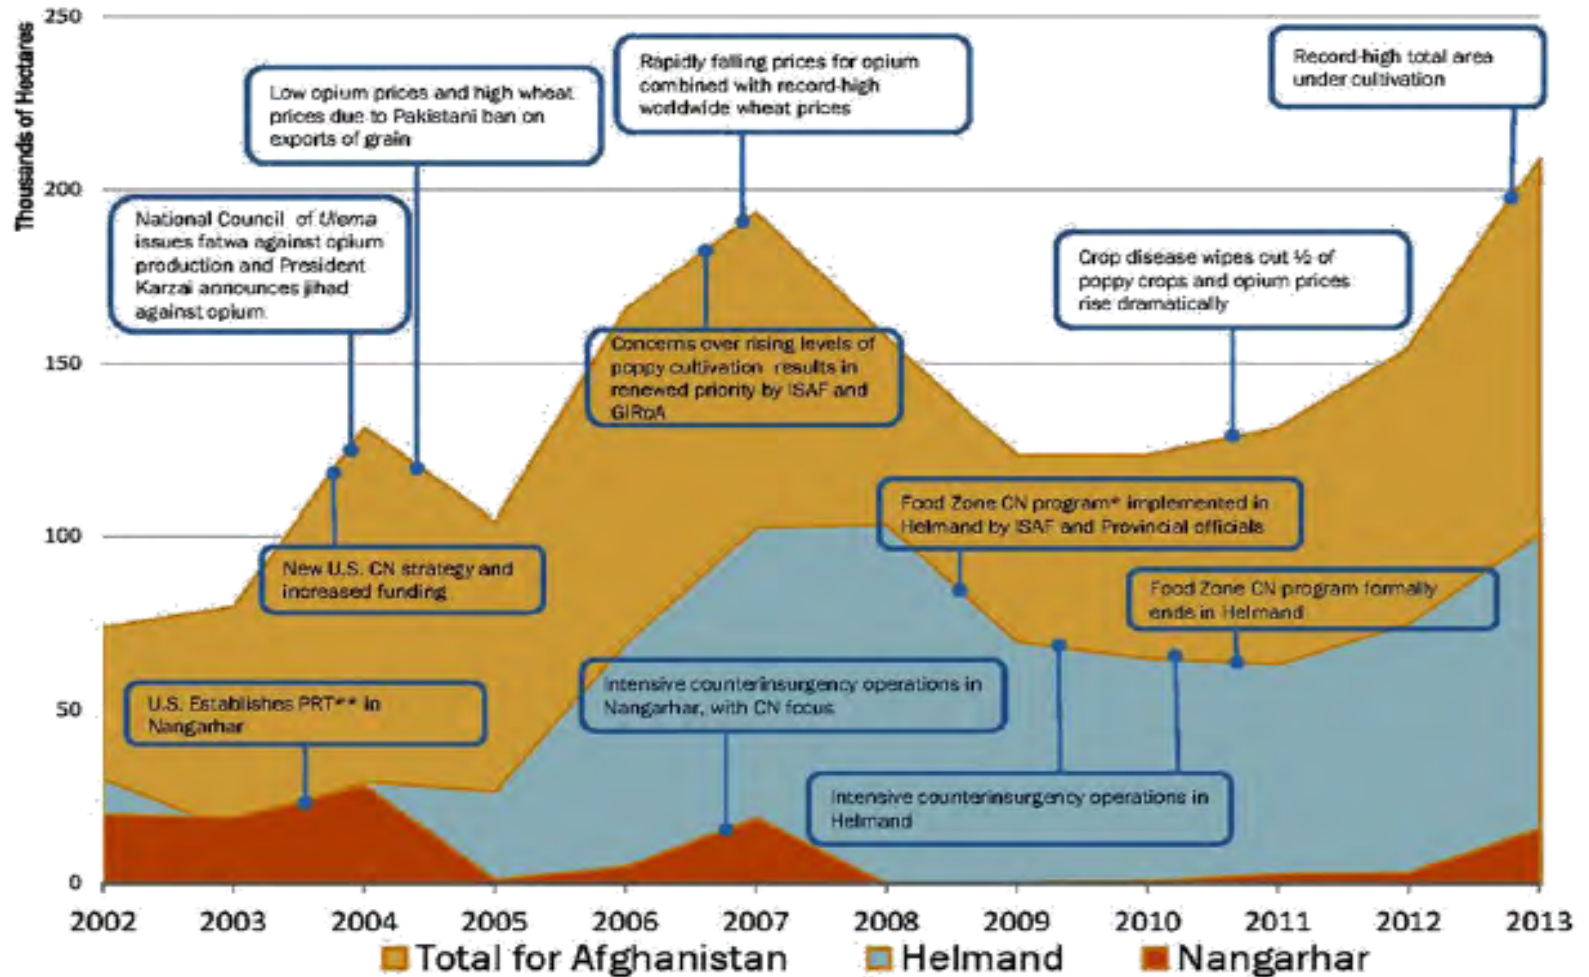 Thousands of Hectares
250
200
150
100
50
0
Low opium prices and high wheat
prices due to Pakistani ban on
exports of grain
Rapidly falling prices for opium
combined with record-high
worldwide wheat prices
Record-high total area
under cultivation
National Council of Ulema
issues fatwa against opium
production and President
Karzai announces jihad
against opium
Crop disease wipes out ½ of
poppy crops and opium prices
rise dramatically
Concerns over rising levels of
poppy cultivation results in
renewed priority by ISAF and
GIRoA
Food Zone CN program* implemented in
Helmand by ISAF and Provincial officials
New U.S. CN strategy and
increased funding
Food Zone CN program formally
ends in Helmand
U.S. Establishes PRT** in
Nangarhar
Intensive counterinsurgency operations in
Nangarhar, with CN focus
Intensive counterinsurgency operations in
Helmand
2002 2003 2004 2005 2006 2007 2008 2009 2010 2011 2012 2013
Total for Afghanistan Helmand Nangarhar